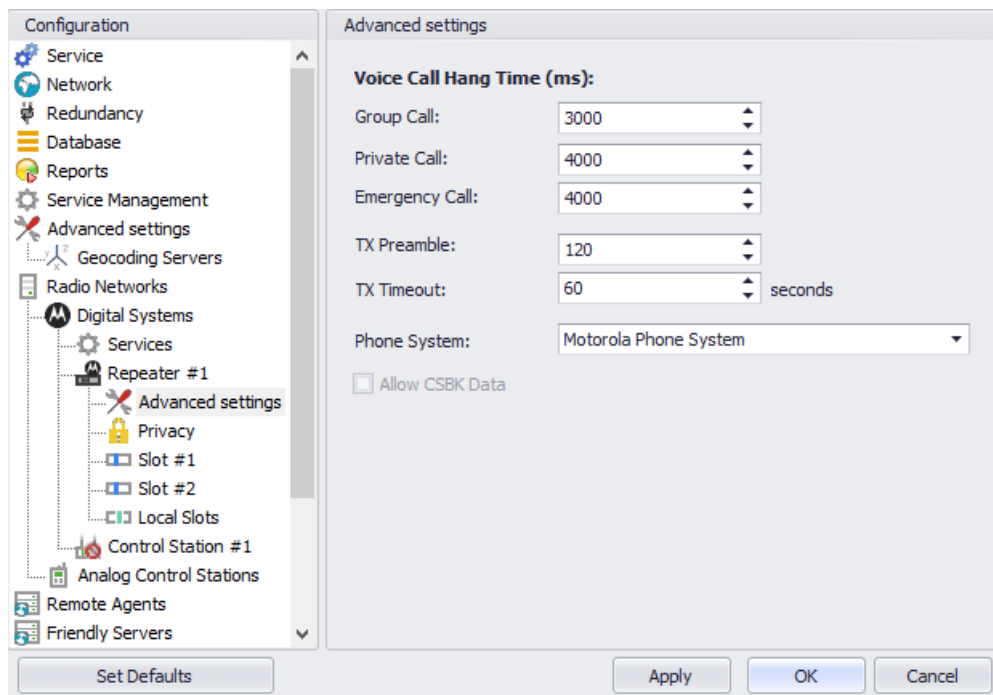 Configuration
Service
Network
Redundancy
Database
Reports
Service Management
Advanced settings
Geocoding Servers
Radio Networks
Digital Systems
Services
Repeater #1
Advanced settings
Privacy
Slot #1
Slot #2
Local Slots
Control Station #1
Analog Control Stations
Remote Agents
Friendly Servers
Set Defaults
Advanced settings
Voice Call Hang Time (ms):
Group Call: 3000
Private Call: 4000
Emergency Call: 4000
TX Preamble: 120
TX Timeout: 60 seconds
Phone System: Motorola Phone System
Allow CSBK Data
Apply OK Cancel